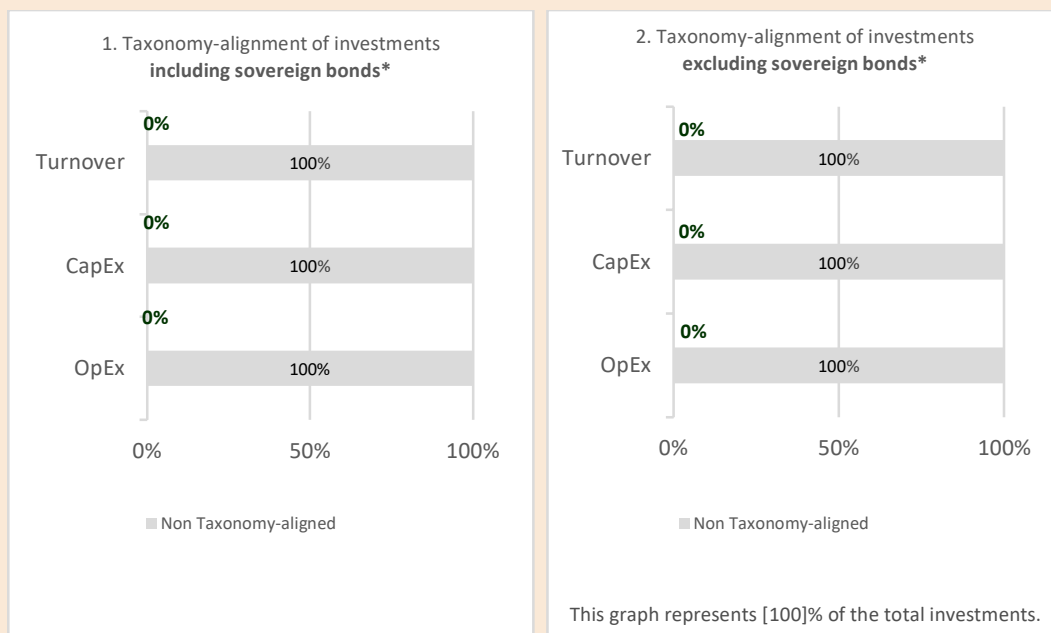 1. Taxonomy-alignment of investments
including sovereign bonds*
0%
Turnover
100%
0%
CapEx
100%
0%
OpEx
100%
0%
50%
100%
Non Taxonomy-aligned
2. Taxonomy-alignment of investments
excluding sovereign bonds*
0%
Turnover
100%
0%
CapEx
100%
0%
OpEx
100%
0%
50%
100%
Non Taxonomy-aligned
This graph represents [100]% of the total investments.